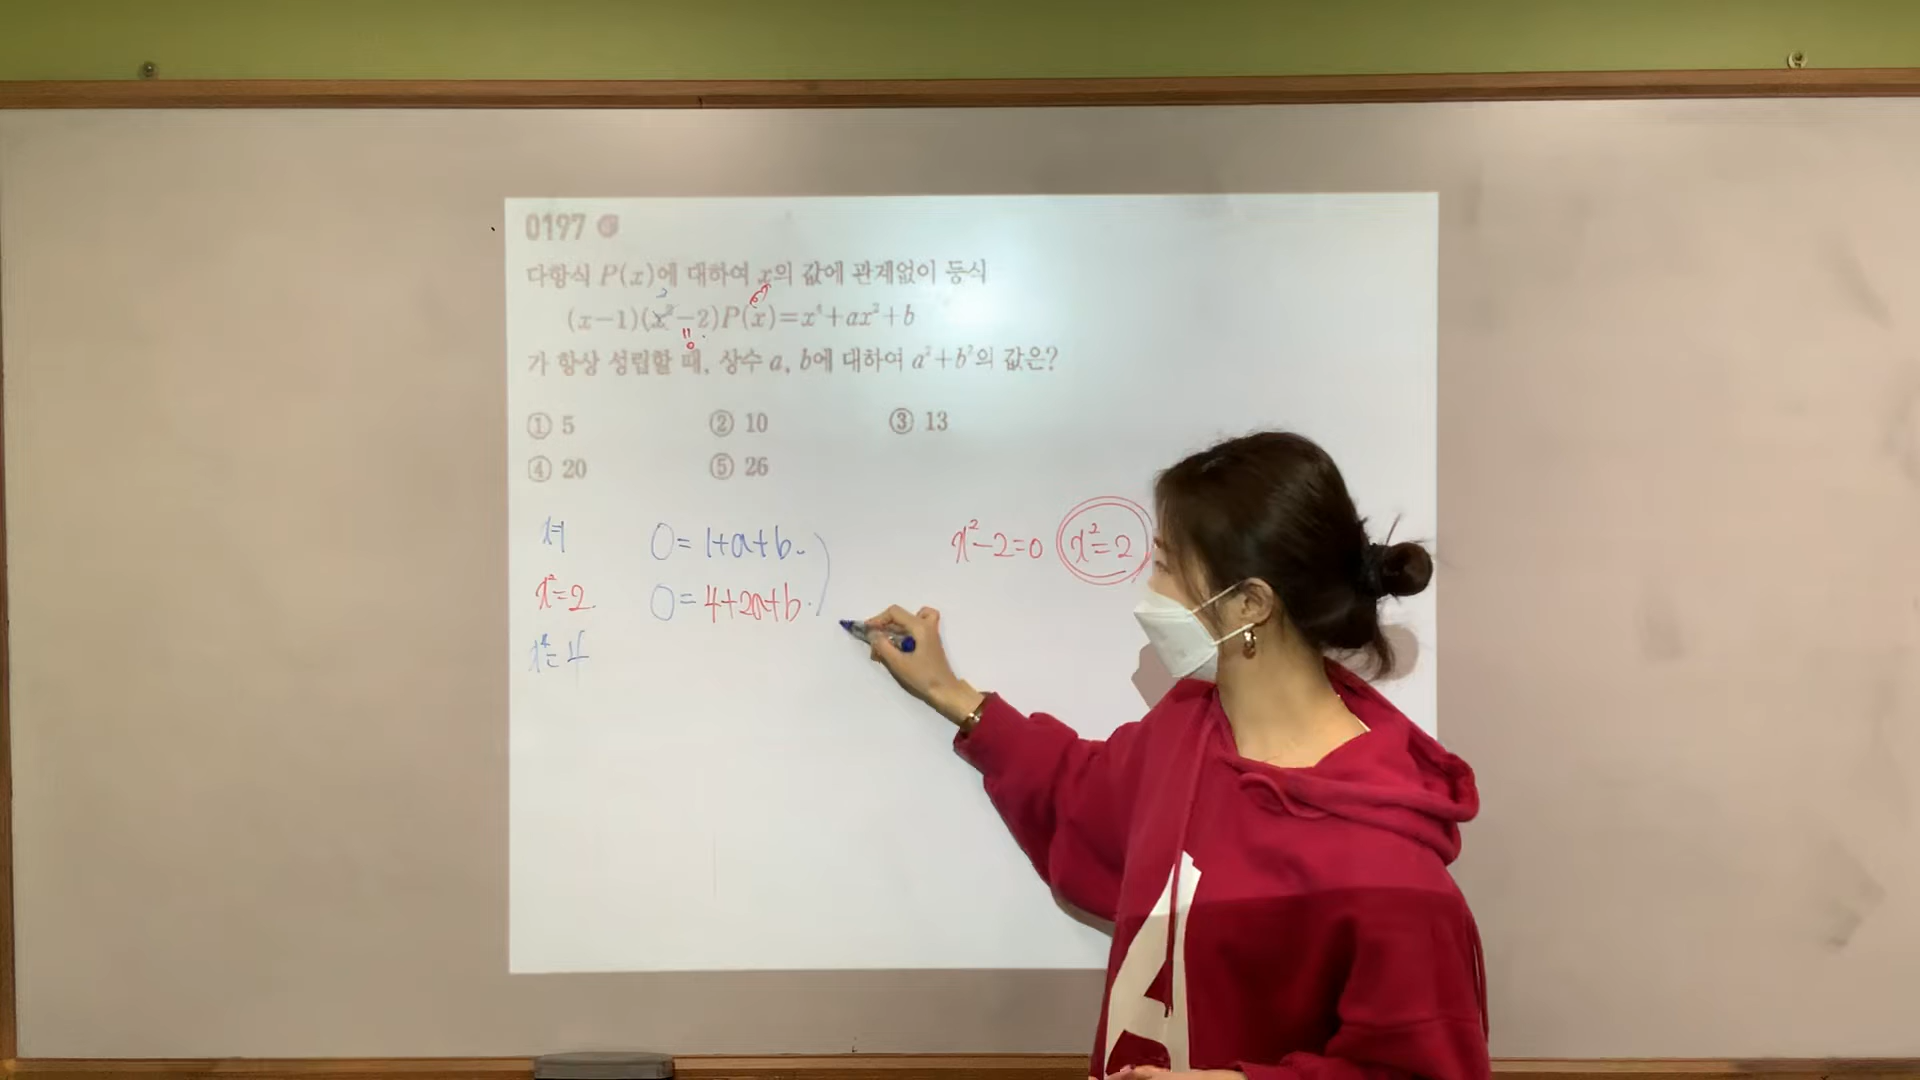 0197
다항식 P(x)에 대하여 x의 값에 관계없이 등식
(x-1)(x²-2)P(x)=x⁴+ax²+b
가 항상 성립할 때, 상수 a, b에 대하여 a²+b²의 값은?
① 5 ② 10 ③ 13
④ 20 ⑤ 26
x=1 0=1+a+b x²-2=0 x²=2
x²=2 0=4+2a+b
x⁴=4
A